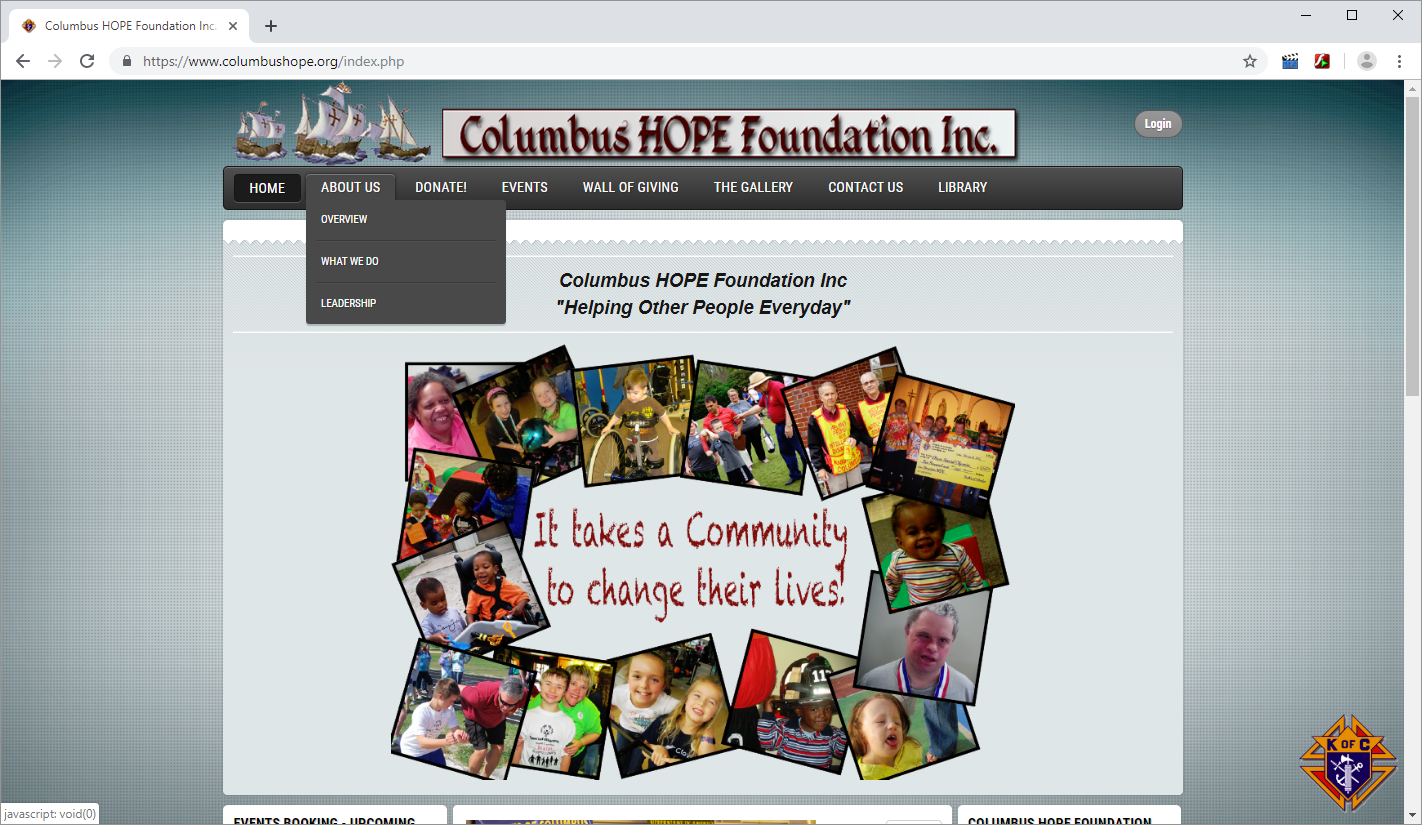 Columbus HOPE Foundation Inc.
https://www.columbushope.org/index.php
Columbus HOPE Foundation Inc.
Login
HOME ABOUT US DONATE! EVENTS WALL OF GIVING THE GALLERY CONTACT US LIBRARY
OVERVIEW
WHAT WE DO
LEADERSHIP
Columbus HOPE Foundation Inc
"Helping Other People Everyday"
It takes a Community
to change their lives!
K OF C
javascript: void(0)
EVENTS BOOKING - UPCOMING
COLUMBUS HOPE FOUNDATION